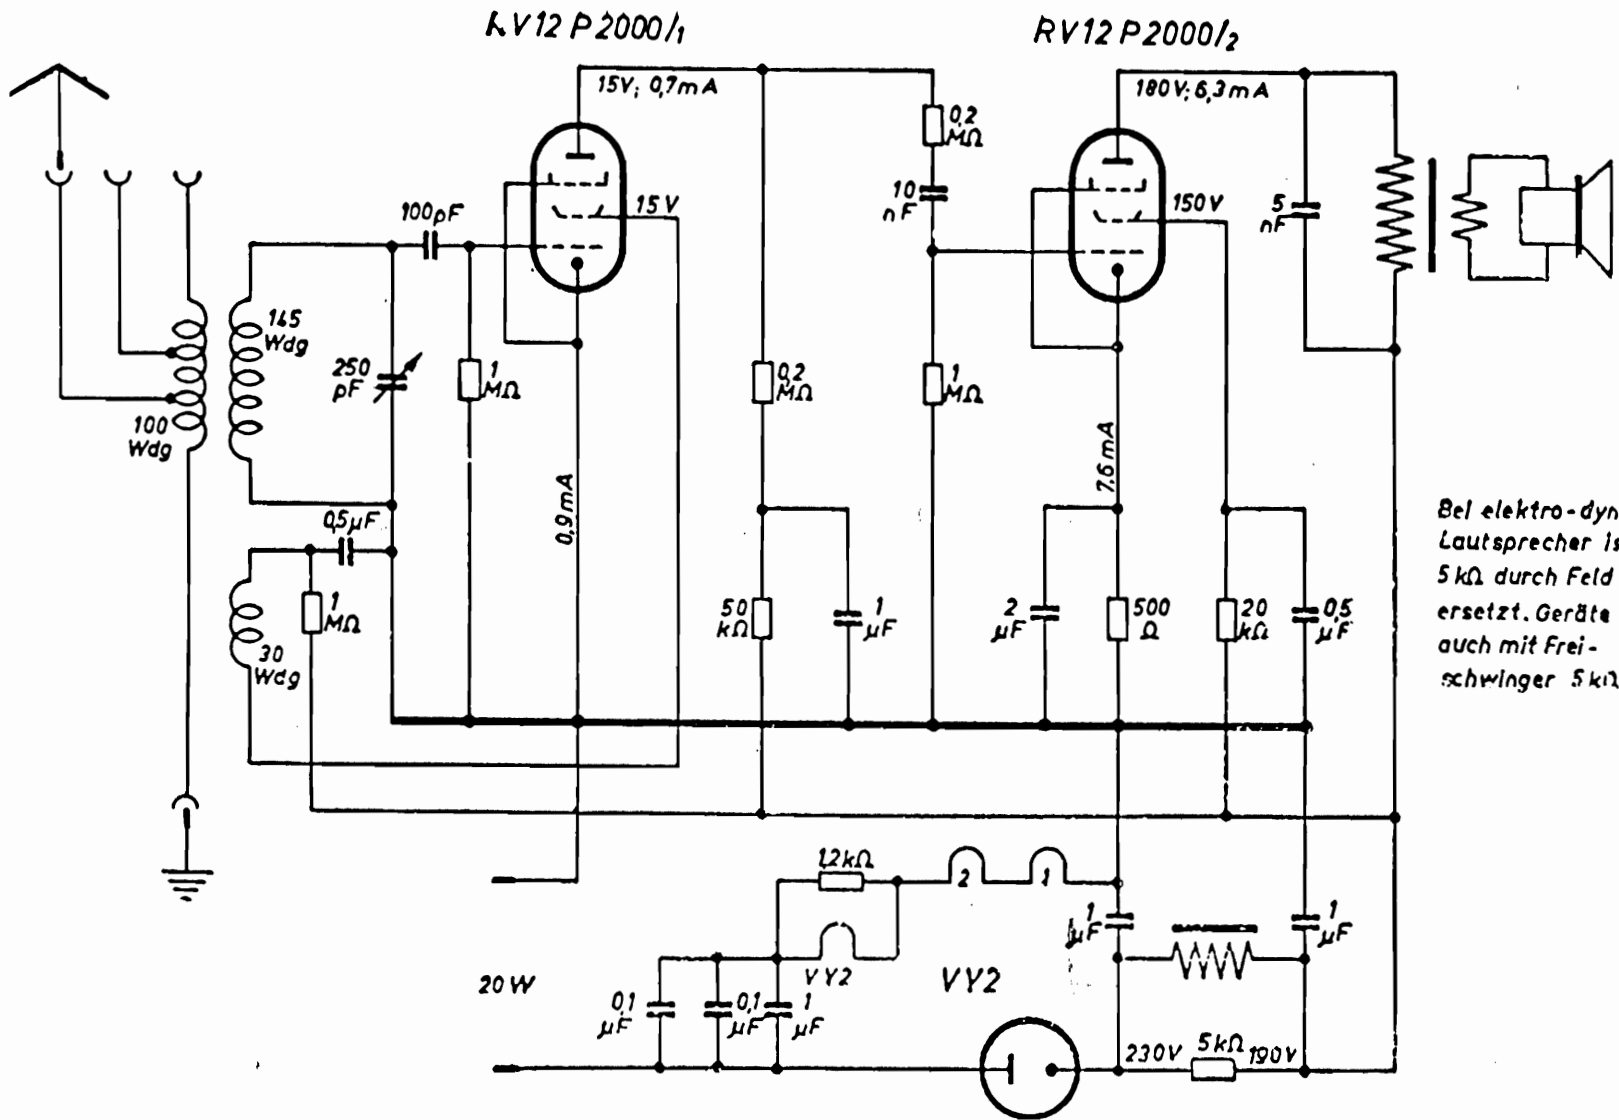 RV12 P2000/1
RV12 P2000/2
15V; 0,7mA
180V; 6,3mA
0,2
MΩ
10
nF
100pF
15V
150V
5
nF
145
Wdg
250
pF
1
MΩ
0,2
MΩ
1
MΩ
100
Wdg
0,9mA
7,6mA
0,5µF
1
MΩ
30
Wdg
50
kΩ
1
µF
2
µF
500
Ω
20
kΩ
0,5
µF
Bei elektro-dyn
Lautsprecher is
5kΩ durch Feld
ersetzt. Geräte
auch mit Frei-
schwinger 5kΩ
1,2kΩ
2
1
1
µF
1
µF
VY2
VY2
20W
0,1
µF
0,1
µF
1
µF
230V
5kΩ
190V